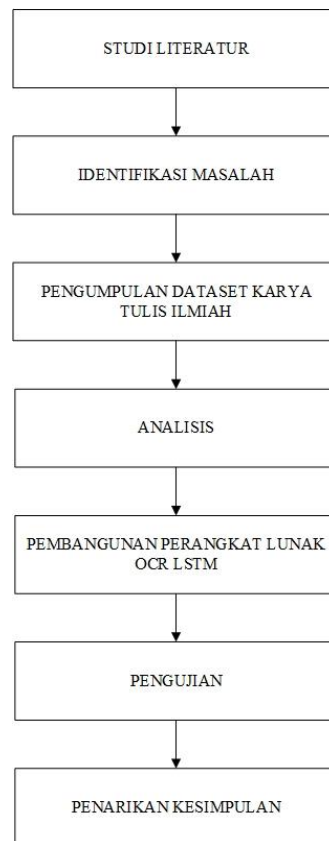 STUDI LITERATUR
IDENTIFIKASI MASALAH
PENGUMPULAN DATASET KARYA
TULIS ILMIAH
ANALISIS
PEMBANGUNAN PERANGKAT LUNAK
OCR LSTM
PENGUJIAN
PENARIKAN KESIMPULAN